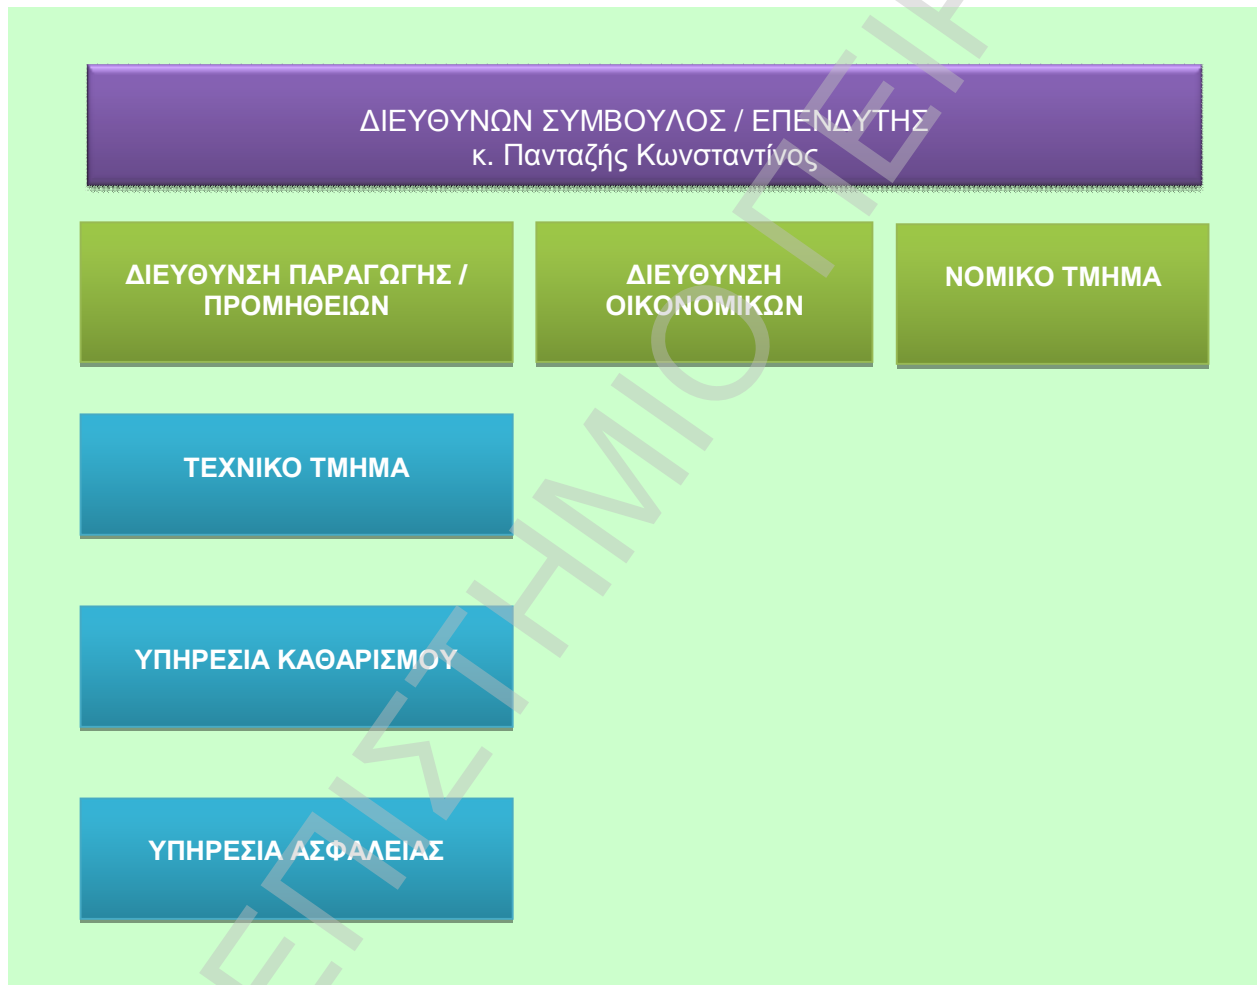 ΔΙΕΥΘΥΝΩΝ ΣΥΜΒΟΥΛΟΣ / ΕΠΕΝΔΥΤΗΣ
κ. Πανταζής Κωνσταντίνος
ΔΙΕΥΘΥΝΣΗ ΠΑΡΑΓΩΓΗΣ /
ΠΡΟΜΗΘΕΙΩΝ
ΔΙΕΥΘΥΝΣΗ
ΟΙΚΟΝΟΜΙΚΩΝ
ΝΟΜΙΚΟ ΤΜΗΜΑ
ΤΕΧΝΙΚΟ ΤΜΗΜΑ
ΥΠΗΡΕΣΙΑ ΚΑΘΑΡΙΣΜΟΥ
ΥΠΗΡΕΣΙΑ ΑΣΦΑΛΕΙΑΣ